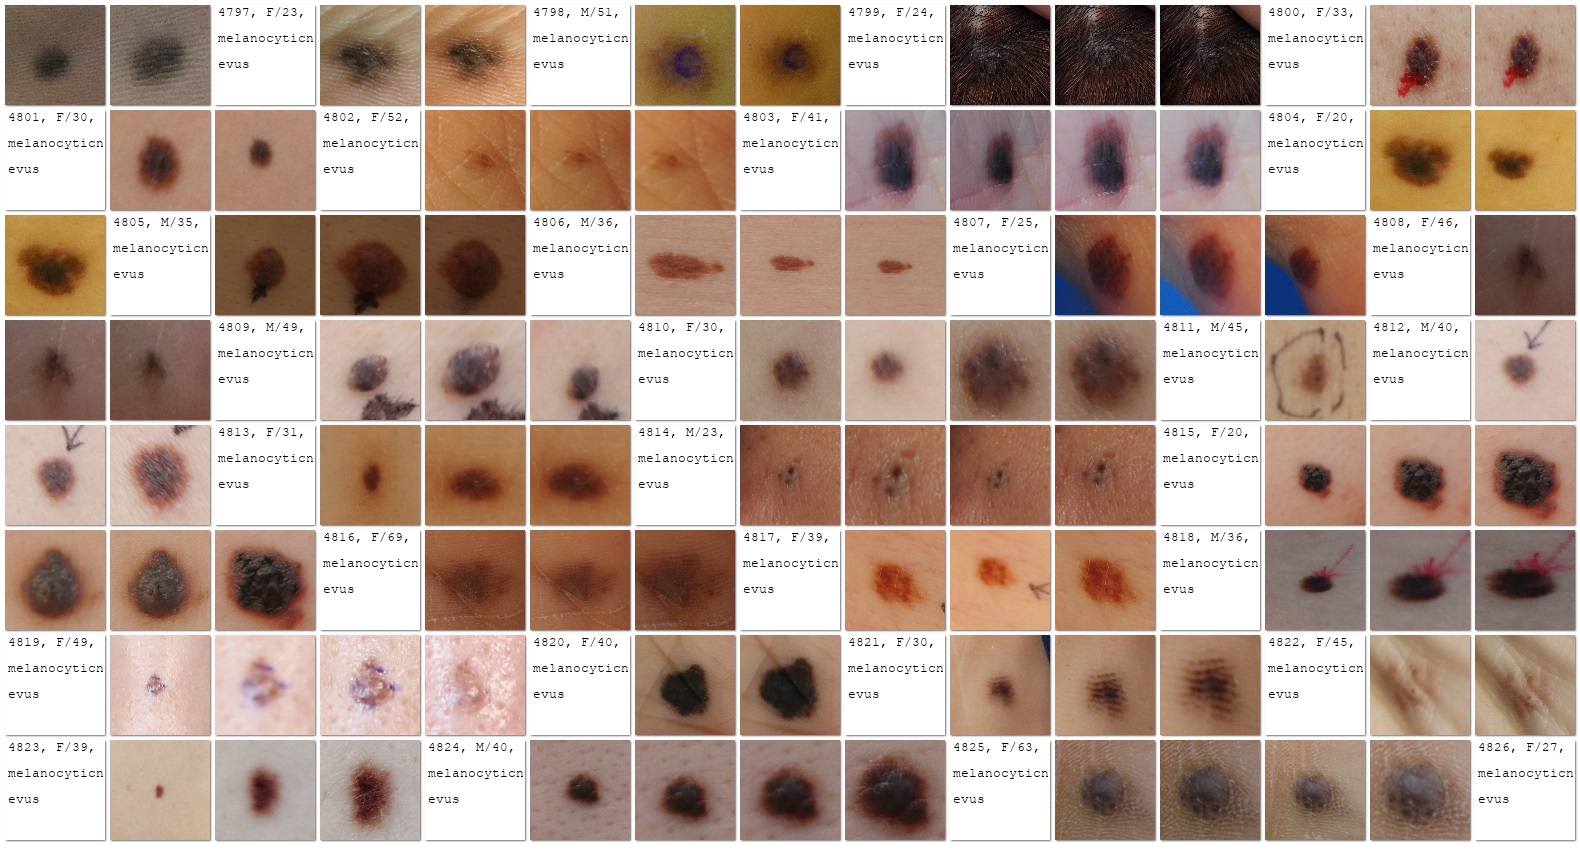 4797, F/23,
melanocyticn
evus
4798, M/51,
melanocyticn
evus
4799, F/24,
melanocyticn
evus
4800, F/33,
melanocyticn
evus
4801, F/30,
melanocyticn
evus
4802, F/52,
melanocyticn
evus
4803, F/41,
melanocyticn
evus
4804, F/20,
melanocyticn
evus
4805, M/35,
melanocyticn
evus
4806, M/36,
melanocyticn
evus
4807, F/25,
melanocyticn
evus
4808, F/46,
melanocyticn
evus
4809, M/49,
melanocyticn
evus
4810, F/30,
melanocyticn
evus
4811, M/45,
melanocyticn
evus
4812, M/40,
melanocyticn
evus
4813, F/31,
melanocyticn
evus
4814, M/23,
melanocyticn
evus
4815, F/20,
melanocyticn
evus
4816, F/69,
melanocyticn
evus
4817, F/39,
melanocyticn
evus
4818, M/36,
melanocyticn
evus
4819, F/49,
melanocyticn
evus
4820, F/40,
melanocyticn
evus
4821, F/30,
melanocyticn
evus
4822, F/45,
melanocyticn
evus
4823, F/39,
melanocyticn
evus
4824, M/40,
melanocyticn
evus
4825, F/63,
melanocyticn
evus
4826, F/27,
melanocyticn
evus